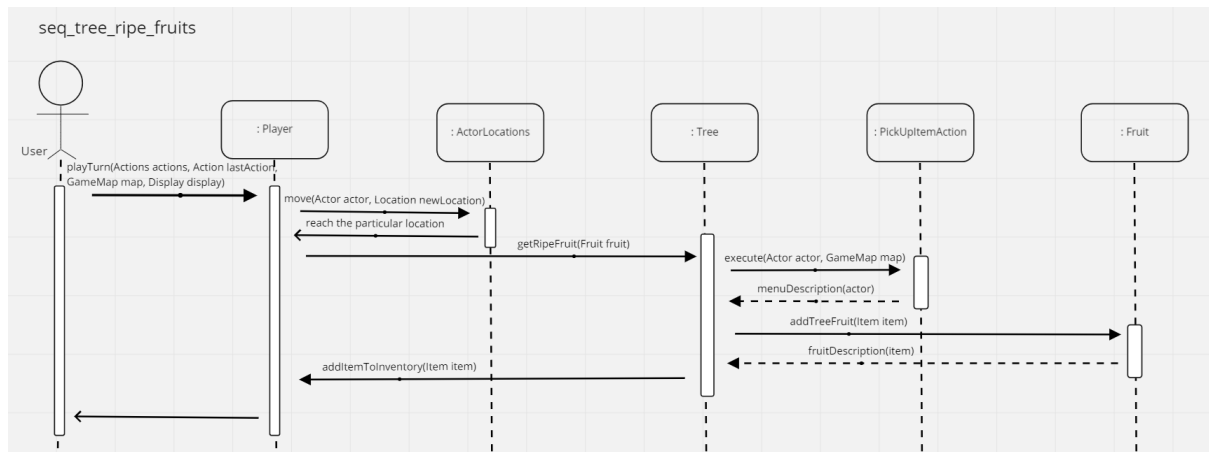 seq_tree_ripe_fruits
: Player
: ActorLocations
: Tree
: PickUpItemAction
: Fruit
User
playTurn(Actions actions, Action lastAction,
GameMap map, Display display)
move(Actor actor, Location newLocation)
reach the particular location
getRipeFruit(Fruit fruit)
execute(Actor actor, GameMap map)
menuDescription(actor)
addTreeFruit(Item item)
fruitDescription(item)
addItemToInventory(Item item)